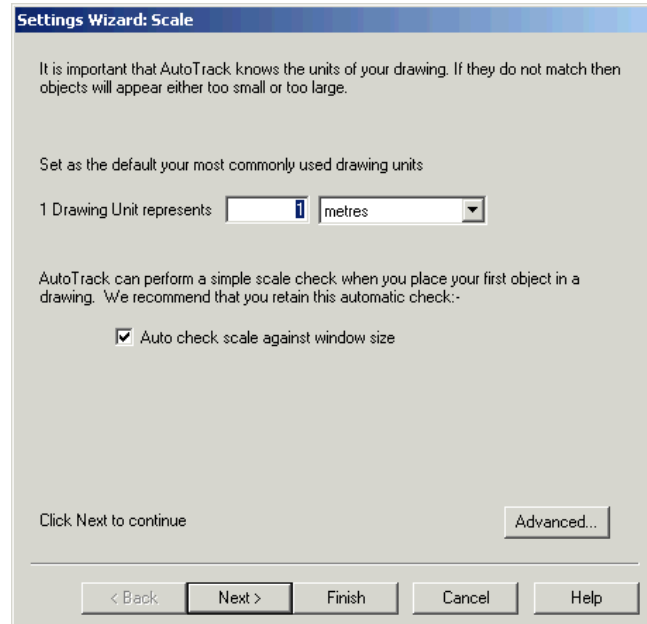 Settings Wizard: Scale
It is important that AutoTrack knows the units of your drawing. If they do not match then
objects will appear either too small or too large.
Set as the default your most commonly used drawing units
1 Drawing Unit represents 1 metres
AutoTrack can perform a simple scale check when you place your first object in a
drawing. We recommend that you retain this automatic check:-
Auto check scale against window size
Click Next to continue Advanced...
< Back Next > Finish Cancel Help